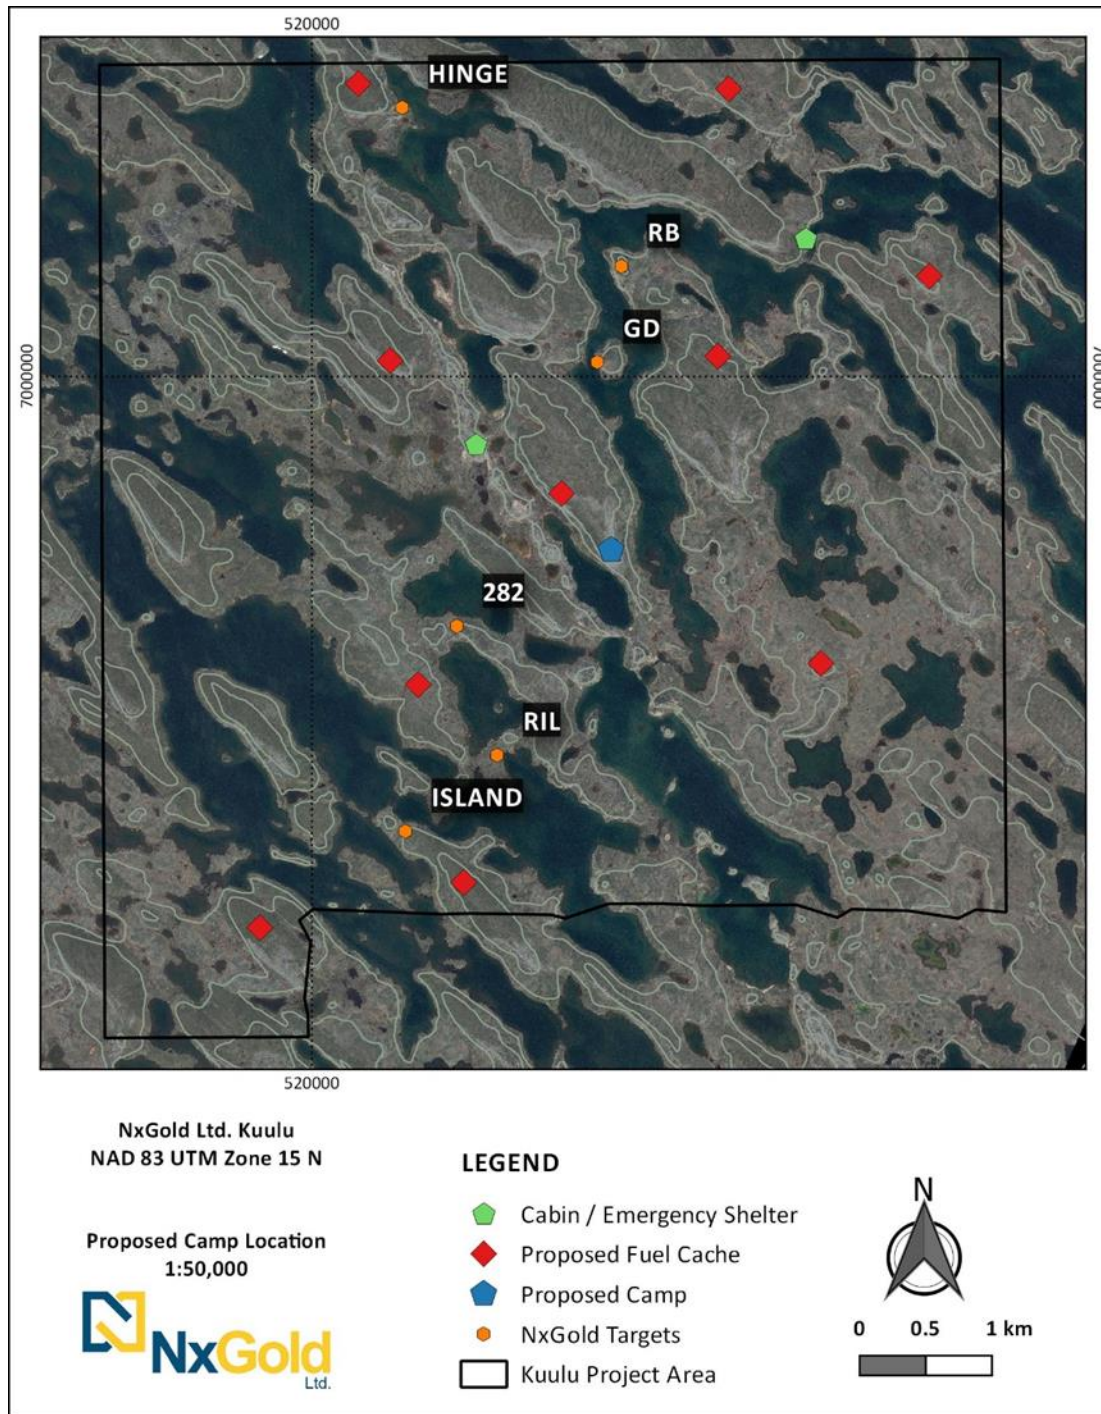 520000
HINGE
RB
GD
7000000
7000000
282
RIL
ISLAND
520000
NxGold Ltd. Kuulu
NAD 83 UTM Zone 15 N
Proposed Camp Location
1:50,000
NxGold
Ltd.
LEGEND
Cabin / Emergency Shelter
Proposed Fuel Cache
Proposed Camp
NxGold Targets
Kuulu Project Area
N
0 0.5 1 km